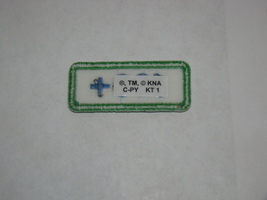 ®, TM, © KNA
C-PY KT 1